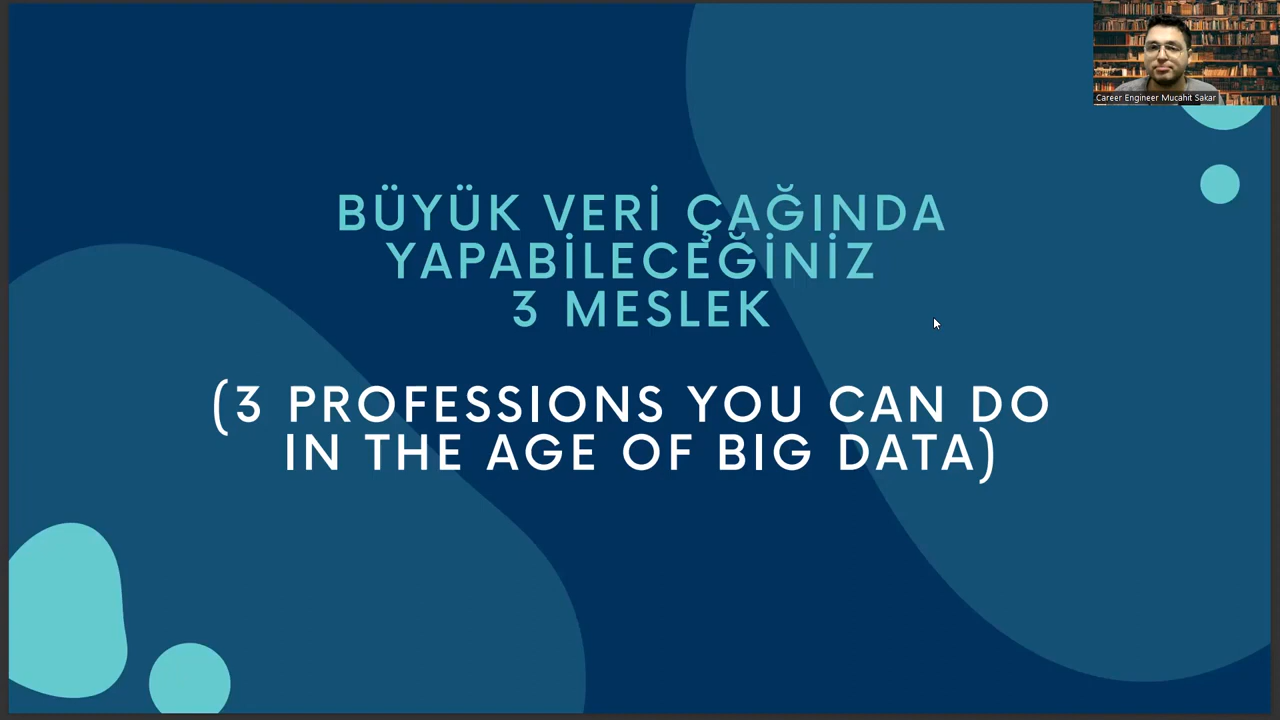 Career Engineer Mucahit Sakar
BÜYÜK VERİ ÇAĞINDA
YAPABİLECEĞİNİZ
3 MESLEK
(3 PROFESSIONS YOU CAN DO
IN THE AGE OF BIG DATA)